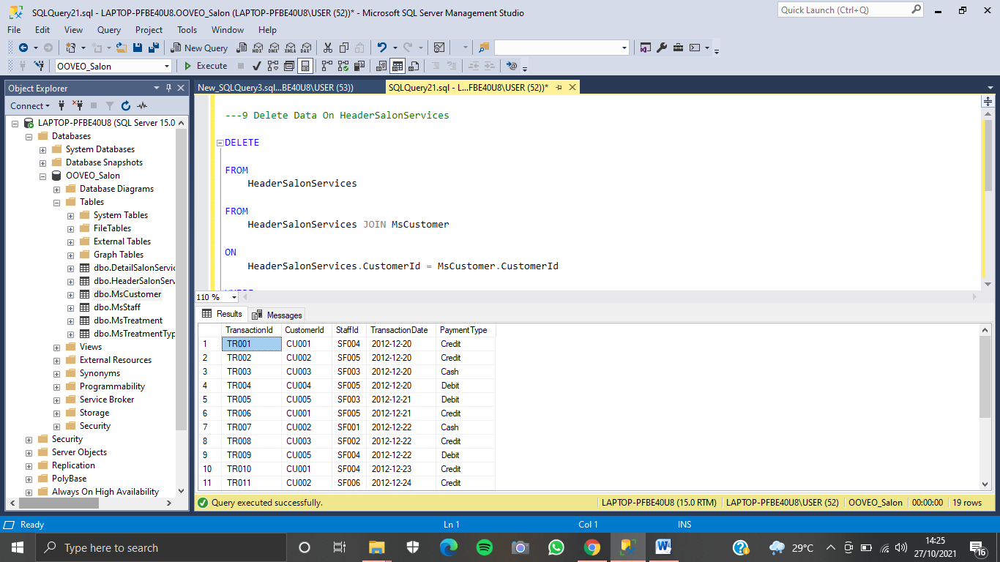 SQLQuery21.sql - LAPTOP-PFBE40U8.OOVEO_Salon (LAPTOP-PFBE40U8\USER (52))* - Microsoft SQL Server Management Studio
Quick Launch (Ctrl+Q)
File Edit View Query Project Tools Window Help
New Query MDX DMX XMLA DAX
OOVEO_Salon Execute
Object Explorer
New_SQLQuery3.sql...BE40U8\USER (53))
SQLQuery21.sql - L...FBE40U8\USER (52))*
Connect
LAPTOP-PFBE40U8 (SQL Server 15.0
Databases
System Databases
Database Snapshots
OOVEO_Salon
Database Diagrams
Tables
System Tables
FileTables
External Tables
Graph Tables
dbo.DetailSalonServic
dbo.HeaderSalonServ
dbo.MsCustomer
dbo.MsStaff
dbo.MsTreatment
dbo.MsTreatmentTyp
Views
External Resources
Synonyms
Programmability
Service Broker
Storage
Security
Security
Server Objects
Replication
PolyBase
Always On High Availability
---9 Delete Data On HeaderSalonServices
DELETE
FROM
HeaderSalonServices
FROM
HeaderSalonServices JOIN MsCustomer
ON
HeaderSalonServices.CustomerId = MsCustomer.CustomerId
WHERE
110 %
Results Messages
TransactionId CustomerId StaffId TransactionDate PaymentType
1 TR001 CU001 SF004 2012-12-20 Credit
2 TR002 CU002 SF005 2012-12-20 Credit
3 TR003 CU003 SF003 2012-12-20 Cash
4 TR004 CU004 SF005 2012-12-20 Debit
5 TR005 CU005 SF003 2012-12-21 Debit
6 TR006 CU001 SF005 2012-12-21 Credit
7 TR007 CU002 SF001 2012-12-22 Cash
8 TR008 CU003 SF002 2012-12-22 Credit
9 TR009 CU005 SF004 2012-12-22 Debit
10 TR010 CU001 SF004 2012-12-23 Credit
11 TR011 CU002 SF006 2012-12-24 Credit
Query executed successfully.
LAPTOP-PFBE40U8 (15.0 RTM) LAPTOP-PFBE40U8\USER (52) OOVEO_Salon 00:00:00 19 rows
Ready Ln 1 Col 1 INS
Type here to search
29°C
14:25
27/10/2021
16